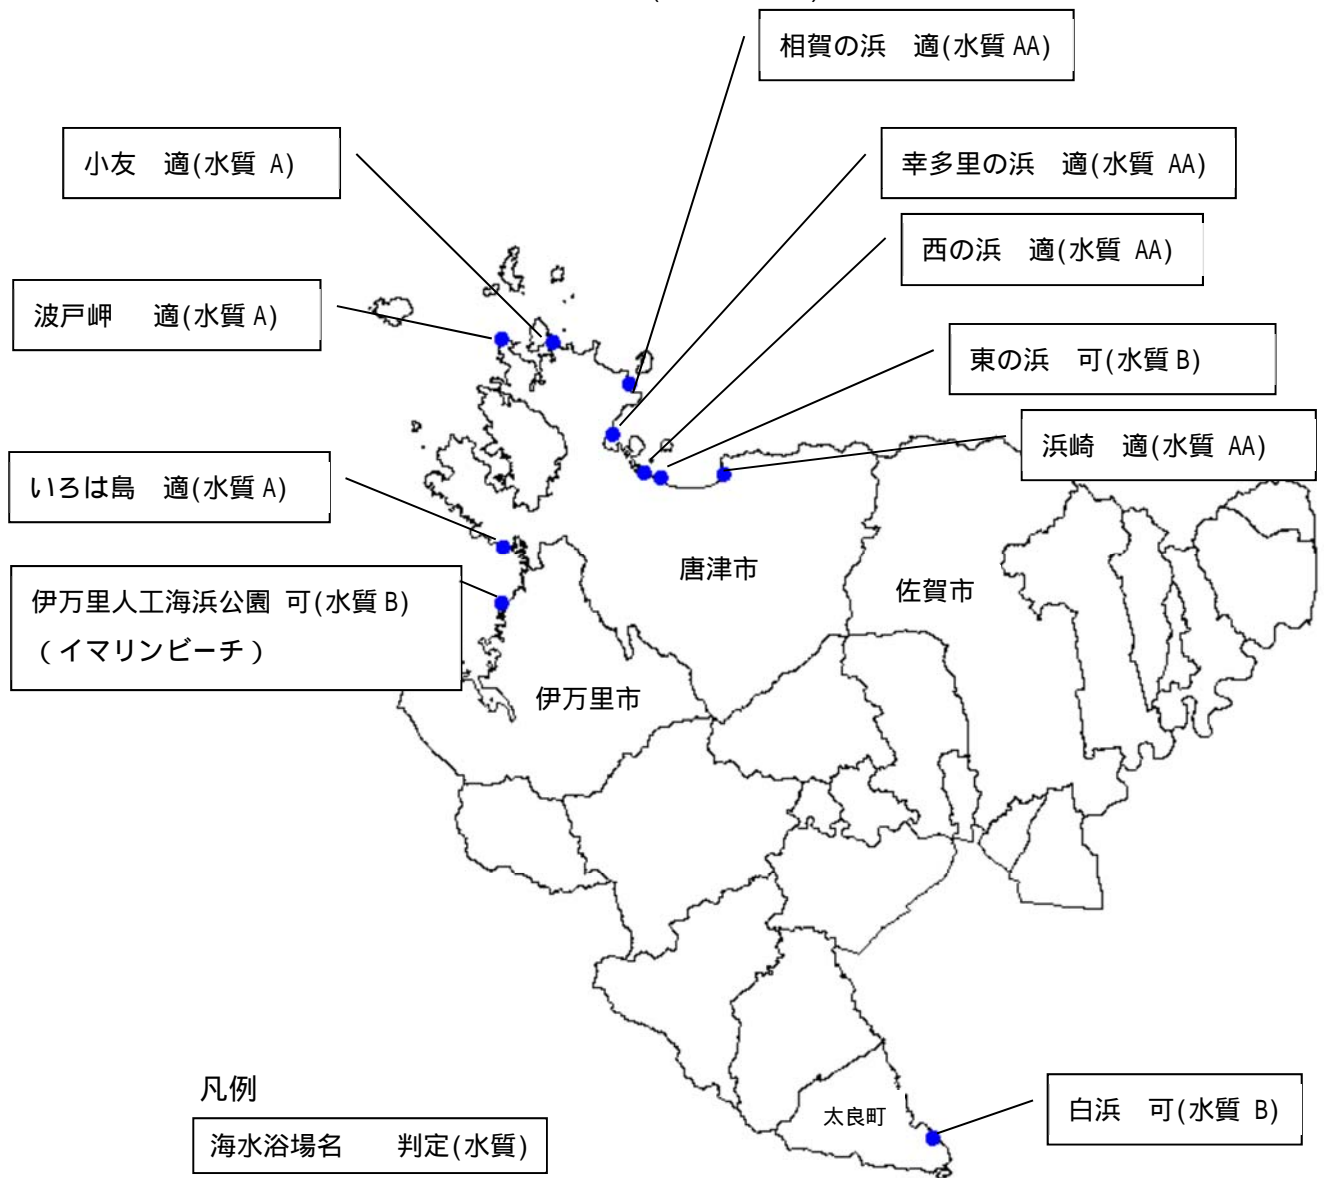 相賀の浜　適(水質 AA)
小友　適(水質 A)
幸多里の浜　適(水質 AA)
西の浜　適(水質 AA)
波戸岬　適(水質 A)
東の浜　可(水質 B)
浜崎　適(水質 AA)
いろは島　適(水質 A)
唐津市
佐賀市
伊万里人工海浜公園 可(水質 B)
（イマリンビーチ）
伊万里市
凡例
海水浴場名　　判定(水質)
太良町
白浜　可(水質 B)